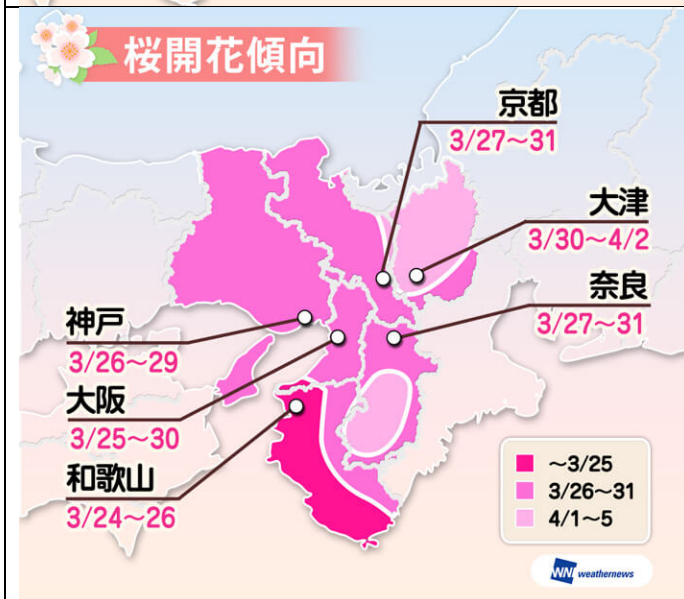 桜開花傾向
京都
3/27～31
大津
3/30～4/2
奈良
3/27～31
神戸
3/26～29
大阪
3/25～30
和歌山
3/24～26
～3/25
3/26～31
4/1～5
WNI weathernews